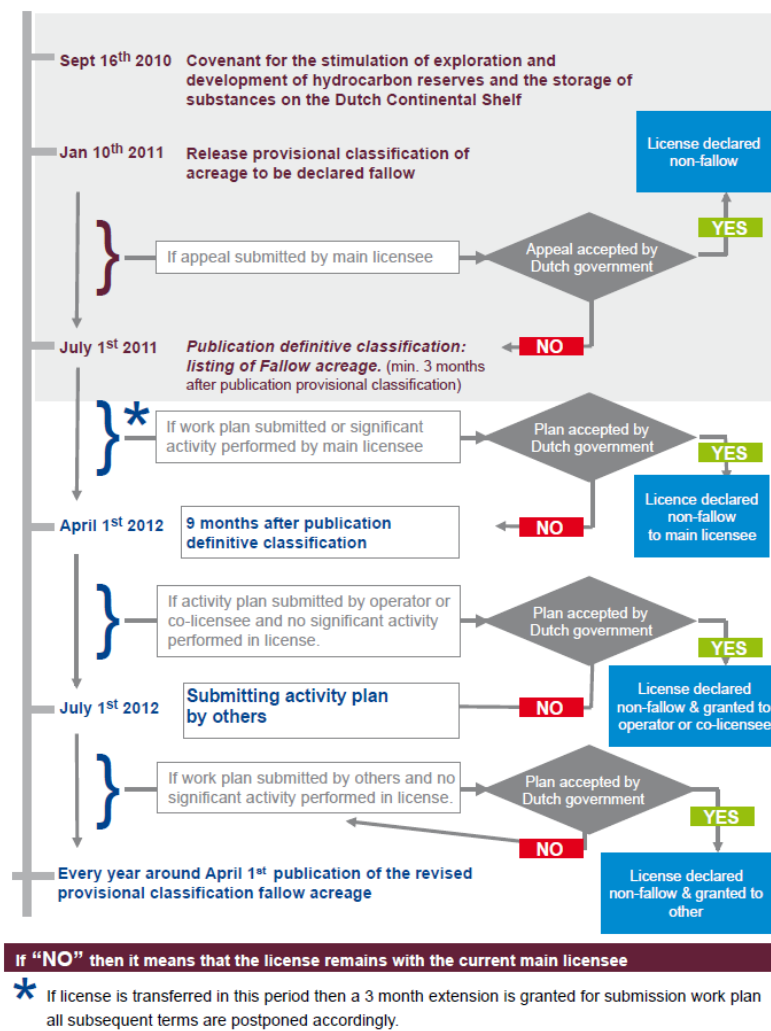 Sept 16th 2010 Covenant for the stimulation of exploration and
development of hydrocarbon reserves and the storage of
substances on the Dutch Continental Shelf
Jan 10th 2011 Release provisional classification of
acreage to be declared fallow
License declared
non-fallow
YES
If appeal submitted by main licensee
Appeal accepted by
Dutch government
NO
July 1st 2011 Publication definitive classification:
listing of Fallow acreage. (min. 3 months
after publication provisional classification)
*
If work plan submitted or significant
activity performed by main licensee
Plan accepted by
Dutch government
YES
Licence declared
non-fallow
to main licensee
NO
April 1st 2012 9 months after publication
definitive classification
If activity plan submitted by operator or
co-licensee and no significant activity
performed in license.
Plan accepted by
Dutch government
YES
License declared
non-fallow & granted to
operator or co-licensee
NO
July 1st 2012 Submitting activity plan
by others
If work plan submitted by others and no
significant activity performed in license.
Plan accepted by
Dutch government
YES
NO
License declared
non-fallow & granted to
other
Every year around April 1st publication of the revised
provisional classification fallow acreage
If “NO” then it means that the license remains with the current main licensee
* If license is transferred in this period then a 3 month extension is granted for submission work plan
all subsequent terms are postponed accordingly.